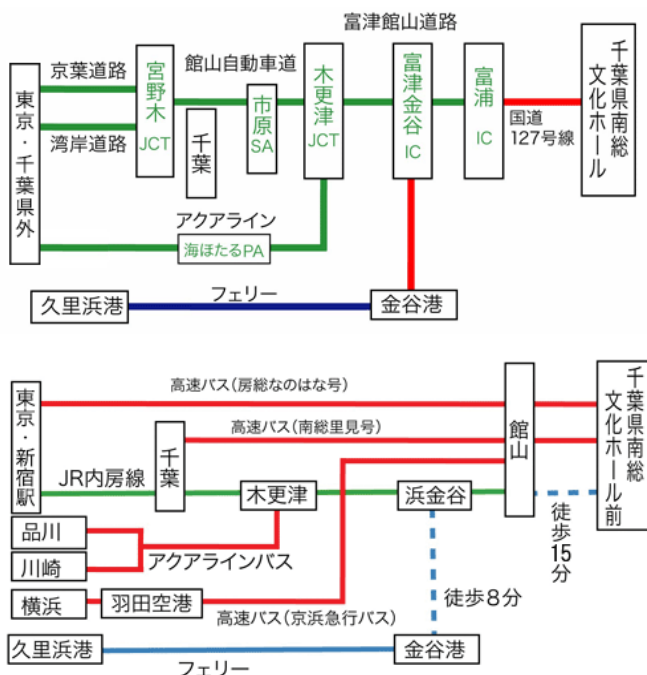 富津館山道路
京葉道路
館山自動車道
東京・千葉県外
宮野木
JCT
千葉
市原
SA
木更津
JCT
富津金谷
IC
富浦
IC
国道
127号線
千葉県南総
文化ホール
湾岸道路
アクアライン
海ほたるPA
久里浜港
フェリー
金谷港
東京・新宿駅
高速バス(房総なのはな号)
高速バス(南総里見号)
千葉
館山
千葉県南総
文化ホール前
JR内房線
木更津
浜金谷
徒歩15分
品川
川崎
アクアラインバス
横浜
羽田空港
高速バス(京浜急行バス)
徒歩8分
久里浜港
フェリー
金谷港